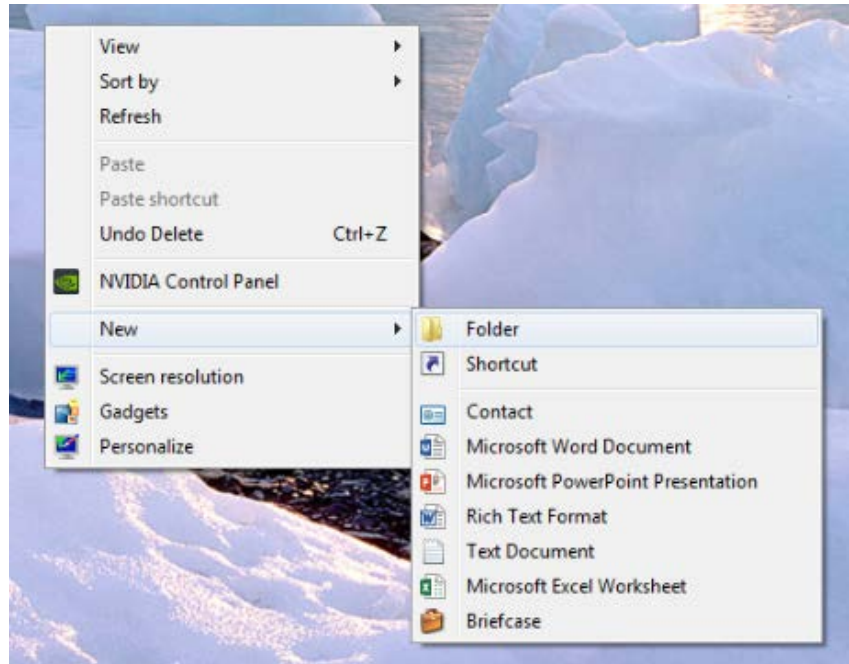 View
Sort by
Refresh
Paste
Paste shortcut
Undo Delete Ctrl+Z
NVIDIA Control Panel
New
Screen resolution
Gadgets
Personalize
Folder
Shortcut
Contact
Microsoft Word Document
Microsoft PowerPoint Presentation
Rich Text Format
Text Document
Microsoft Excel Worksheet
Briefcase